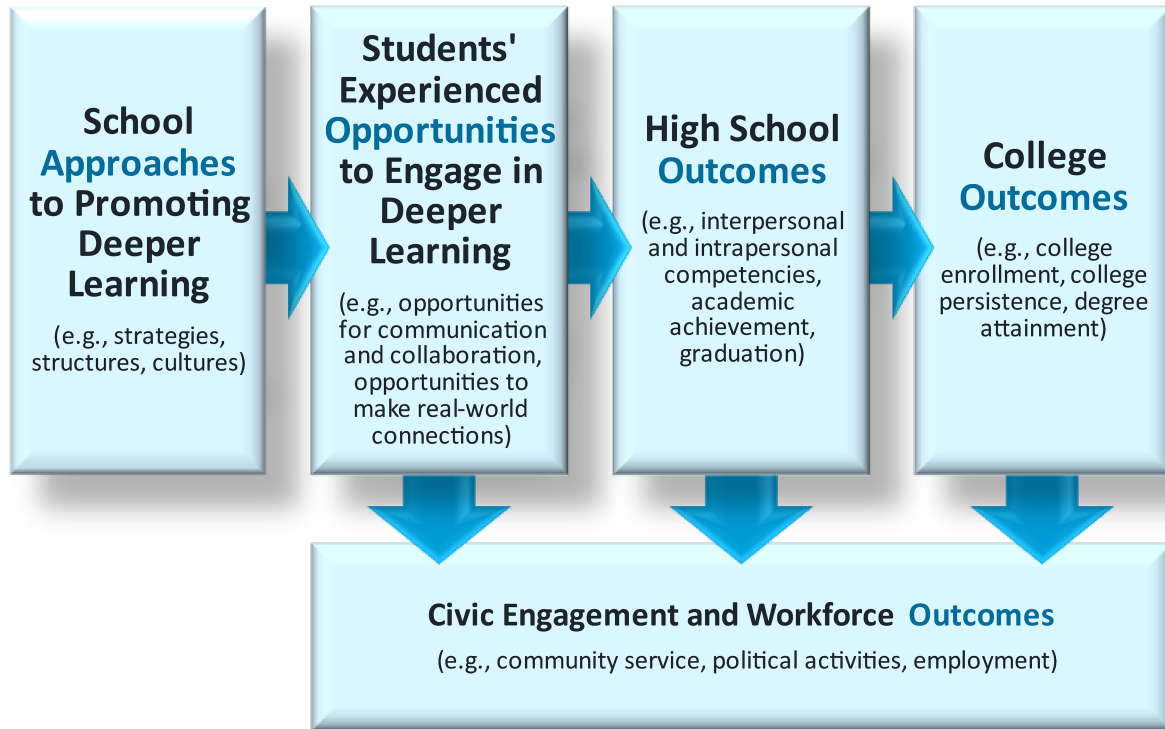 School
Approaches
to Promoting
Deeper
Learning
(e.g., strategies,
structures, cultures)
Students'
Experienced
Opportunities
to Engage in
Deeper
Learning
(e.g., opportunities
for communication
and collaboration,
opportunities to
make real-world
connections)
High School
Outcomes
(e.g., interpersonal
and intrapersonal
competencies,
academic
achievement,
graduation)
College
Outcomes
(e.g., college
enrollment, college
persistence, degree
attainment)
Civic Engagement and Workforce Outcomes
(e.g., community service, political activities, employment)